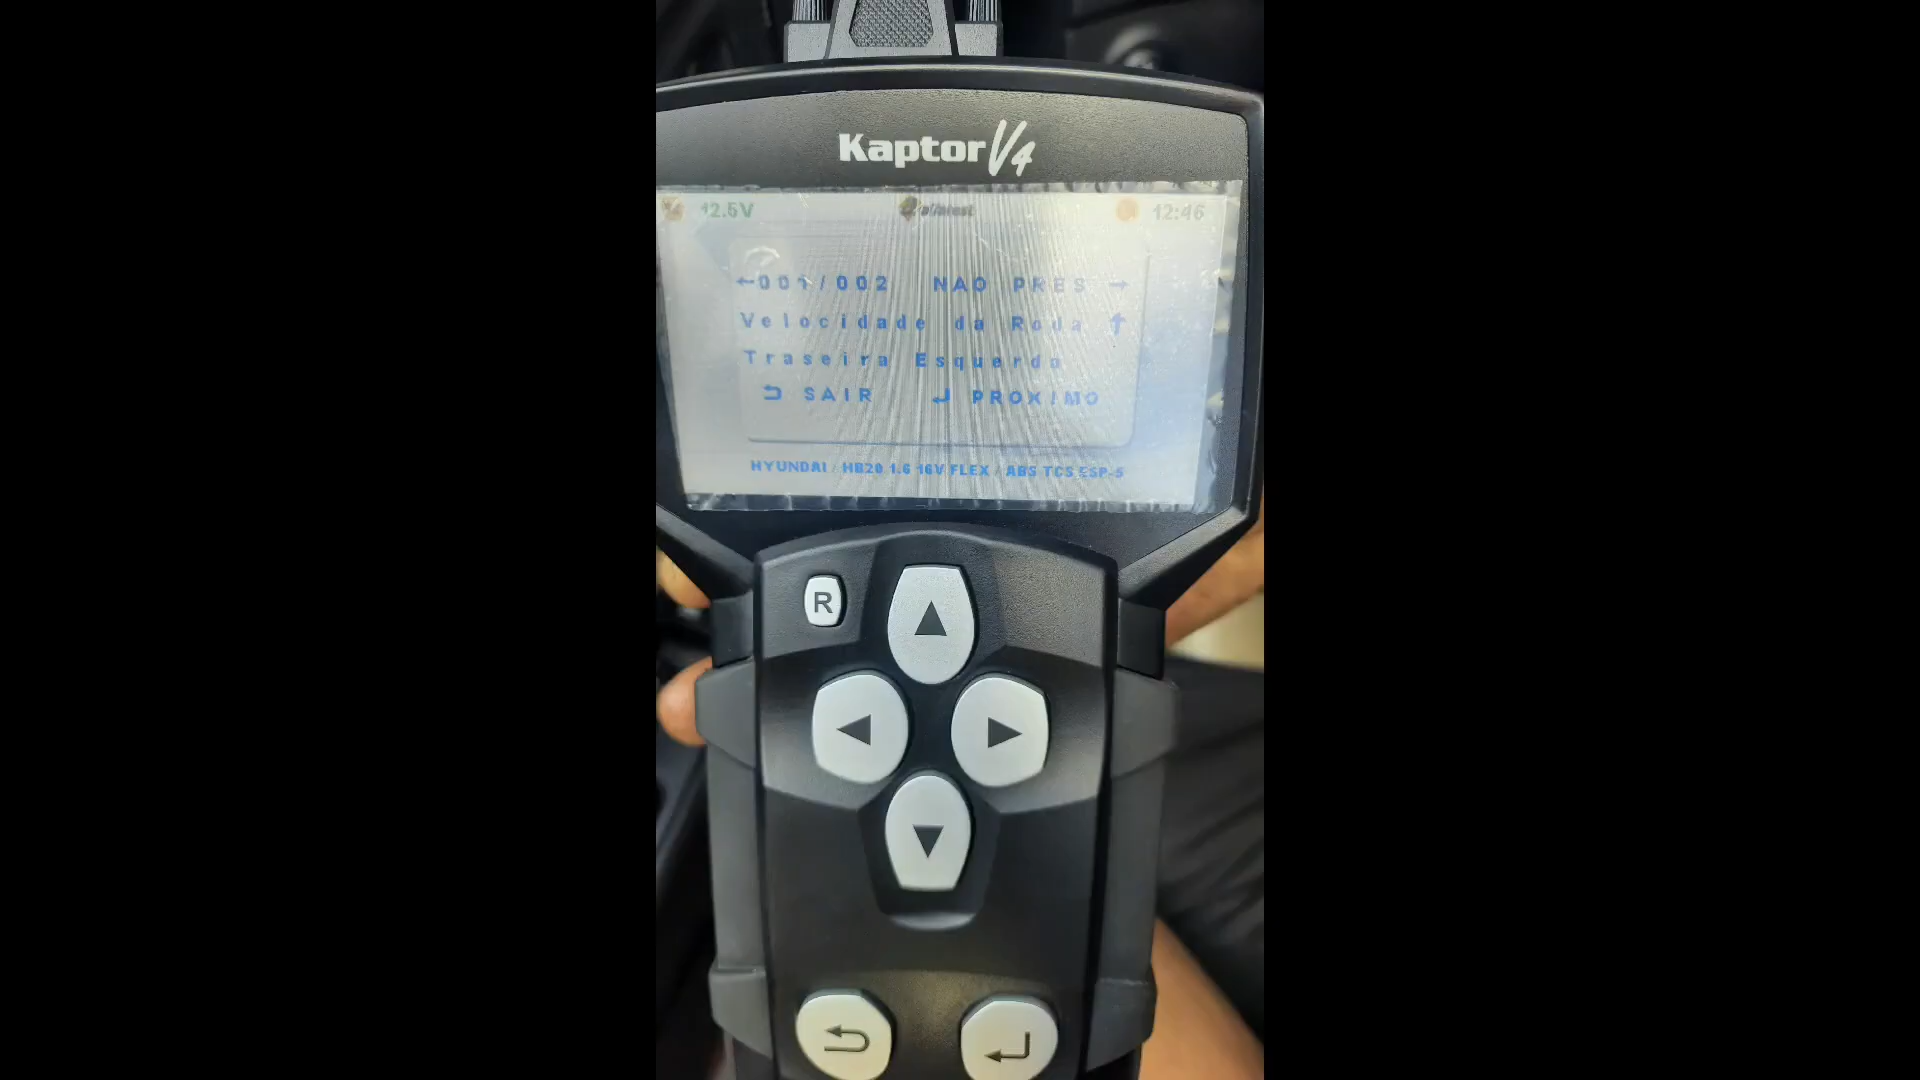 Kaptor V4
12.5V
alfatest
12:46
←001/002 NAO PRES →
Velocidade da Roda ↑
Traseira Esquerda
SAIR PROXIMO
HYUNDAI / HB20 1.6 16V FLEX / ABS TCS ESP-5
R